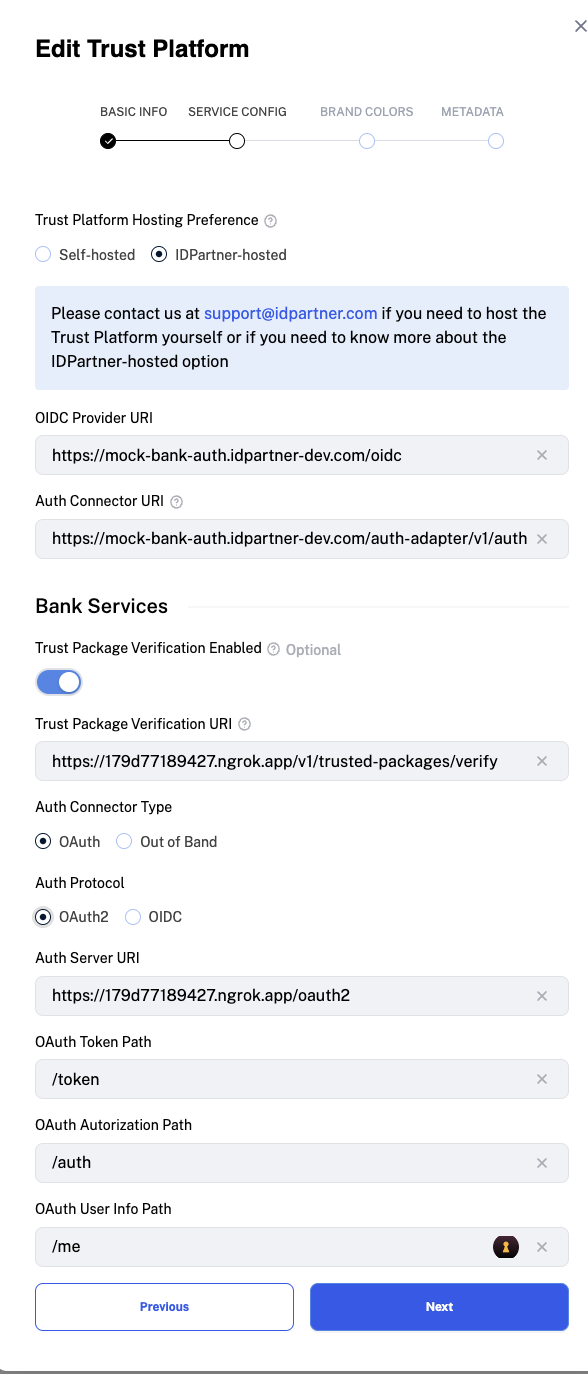 Edit Trust Platform
BASIC INFO SERVICE CONFIG BRAND COLORS METADATA
Trust Platform Hosting Preference
Self-hosted IDPartner-hosted
Please contact us at support@idpartner.com if you need to host the
Trust Platform yourself or if you need to know more about the
IDPartner-hosted option
OIDC Provider URI
https://mock-bank-auth.idpartner-dev.com/oidc
Auth Connector URI
https://mock-bank-auth.idpartner-dev.com/auth-adapter/v1/auth
Bank Services
Trust Package Verification Enabled Optional
Trust Package Verification URI
https://179d77189427.ngrok.app/v1/trusted-packages/verify
Auth Connector Type
OAuth Out of Band
Auth Protocol
OAuth2 OIDC
Auth Server URI
https://179d77189427.ngrok.app/oauth2
OAuth Token Path
/token
OAuth Autorization Path
/auth
OAuth User Info Path
/me
Previous Next